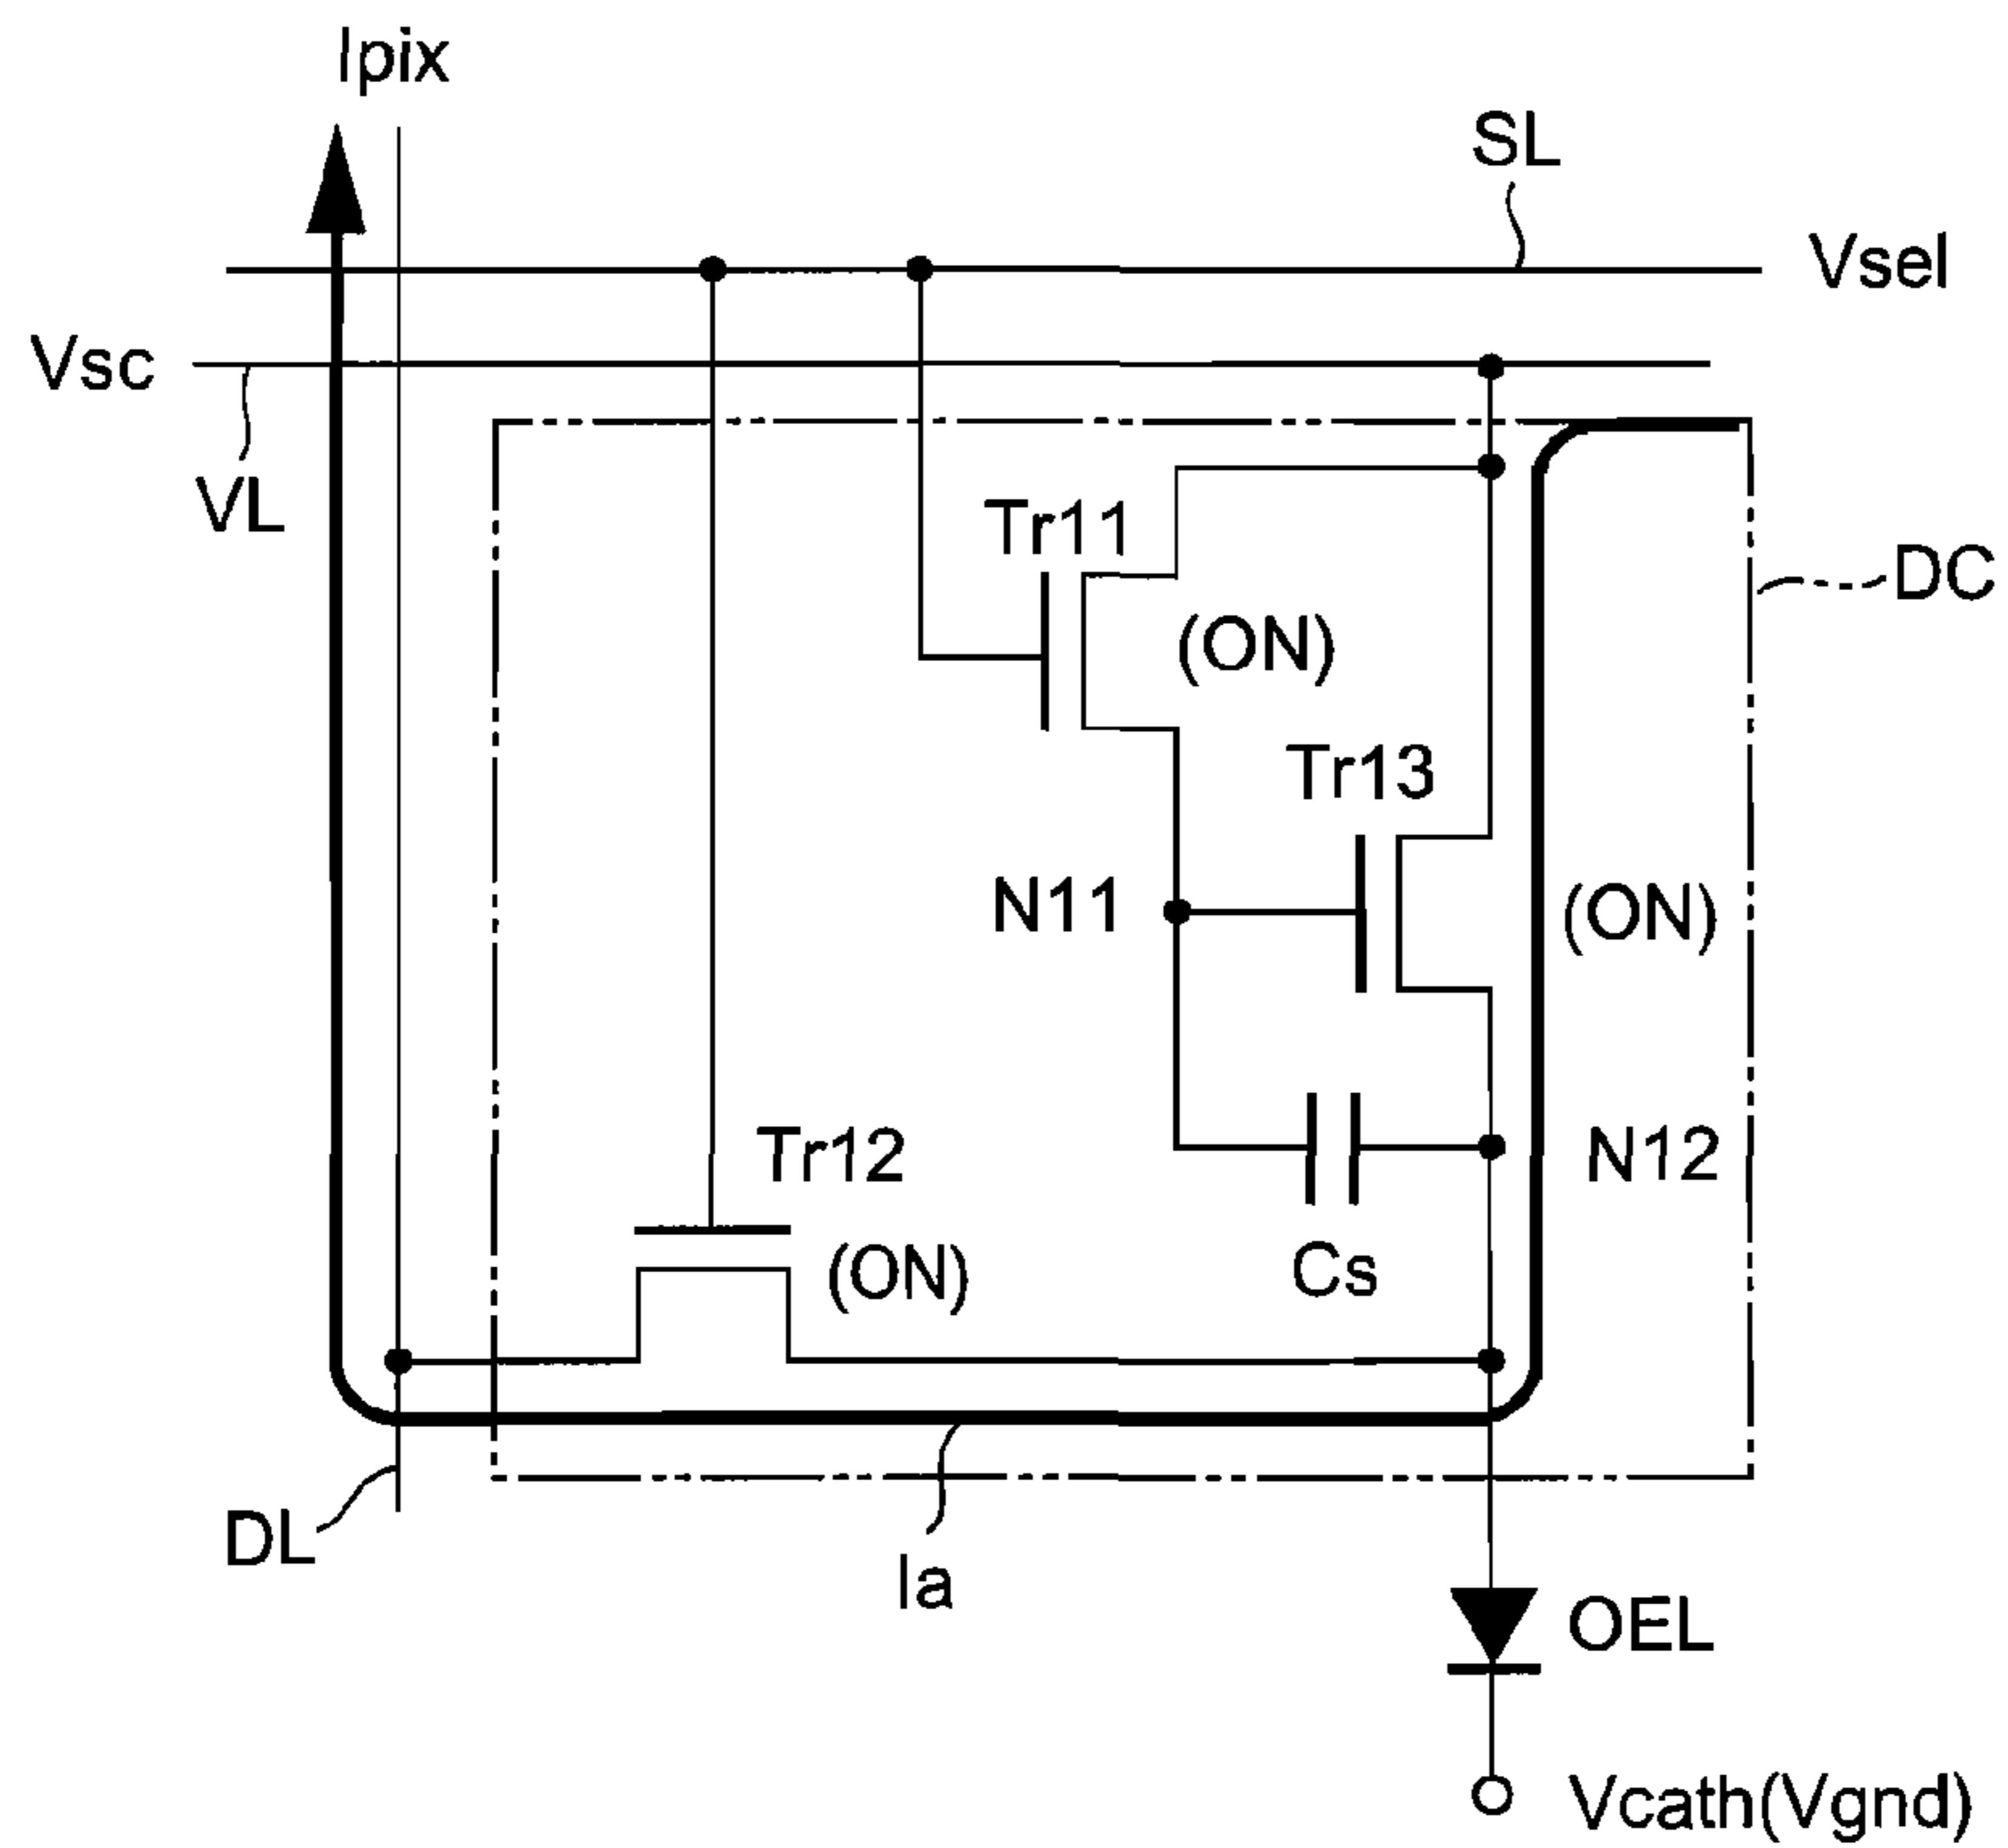 Ipix
SL
Vsel
Vsc
VL
Tr11
DC
(ON)
Tr13
N11
(ON)
Tr12
N12
(ON)
Cs
DL
Ia
OEL
Vcath(Vgnd)